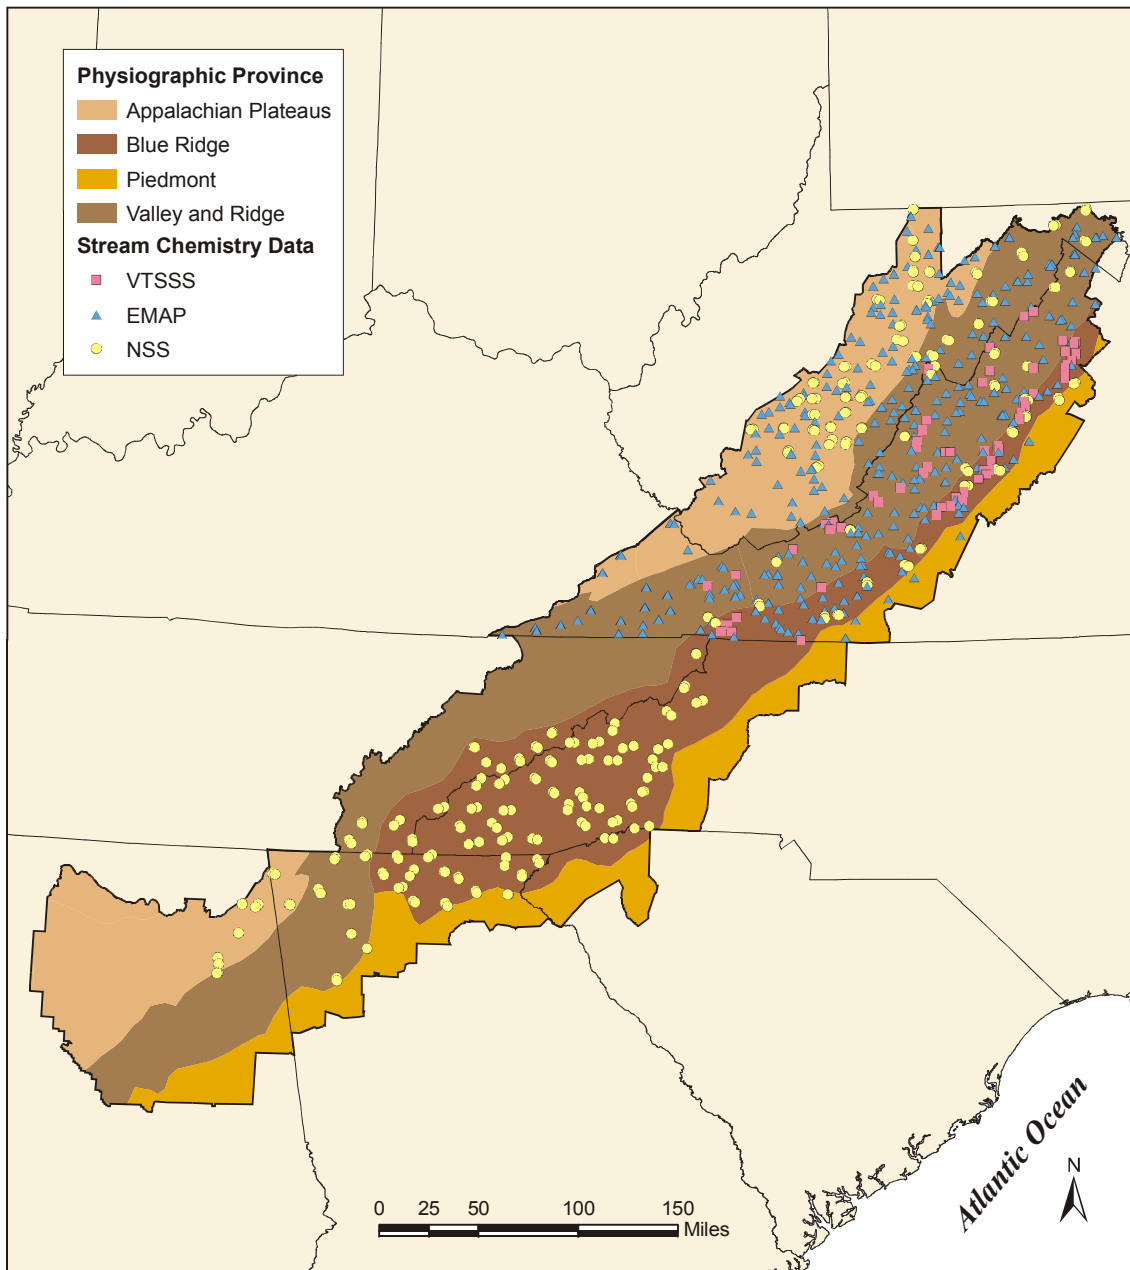 Physiographic Province
Appalachian Plateaus
Blue Ridge
Piedmont
Valley and Ridge
Stream Chemistry Data
VTSSS
EMAP
NSS
Atlantic Ocean
N
0 25 50 100 150
Miles